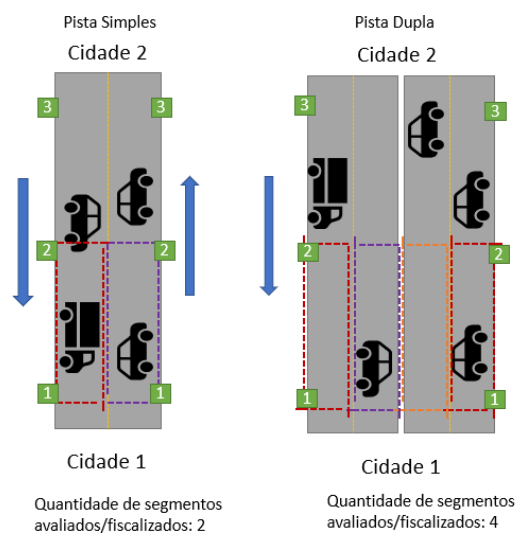 Pista Simples
Cidade 2
3 3
2 2
1 1
Cidade 1
Quantidade de segmentos
avaliados/fiscalizados: 2
Pista Dupla
Cidade 2
3 3
2 2
1 1
Cidade 1
Quantidade de segmentos
avaliados/fiscalizados: 4